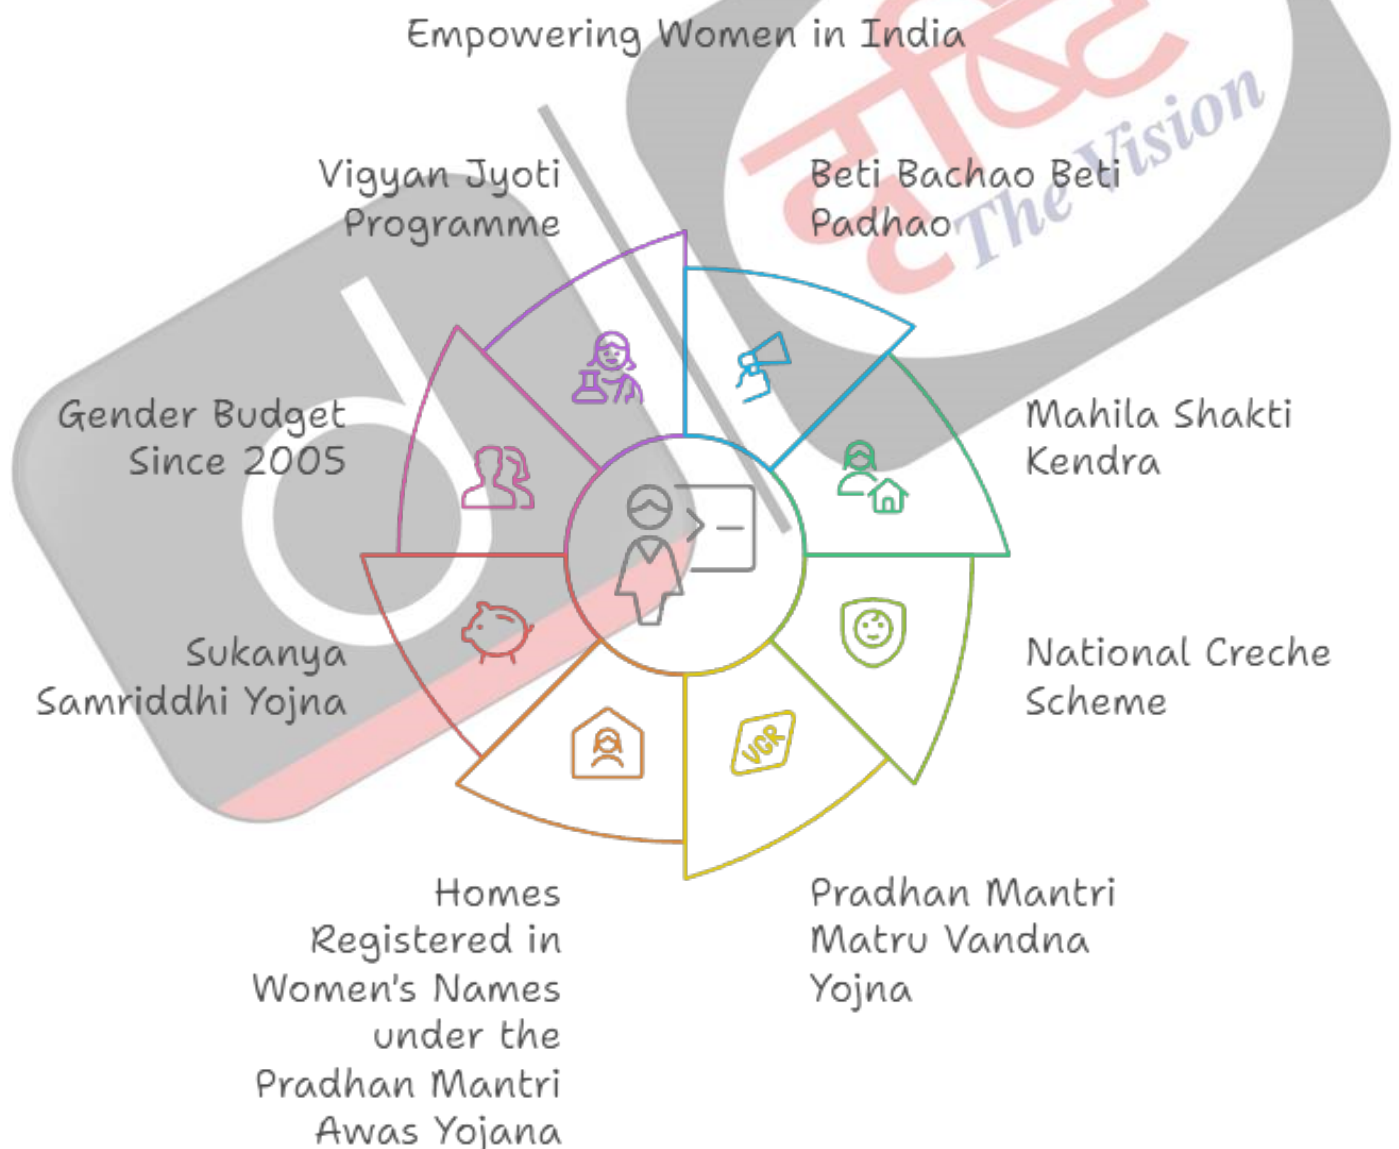 Empowering Women in India
दृष्टि
The Vision
d
Vigyan Jyoti
Programme
Beti Bachao Beti
Padhao
Gender Budget
Since 2005
Mahila Shakti
Kendra
Sukanya
Samriddhi Yojna
National Creche
Scheme
VGR
Homes
Registered in
Women's Names
under the
Pradhan Mantri
Awas Yojana
Pradhan Mantri
Matru Vandna
Yojna